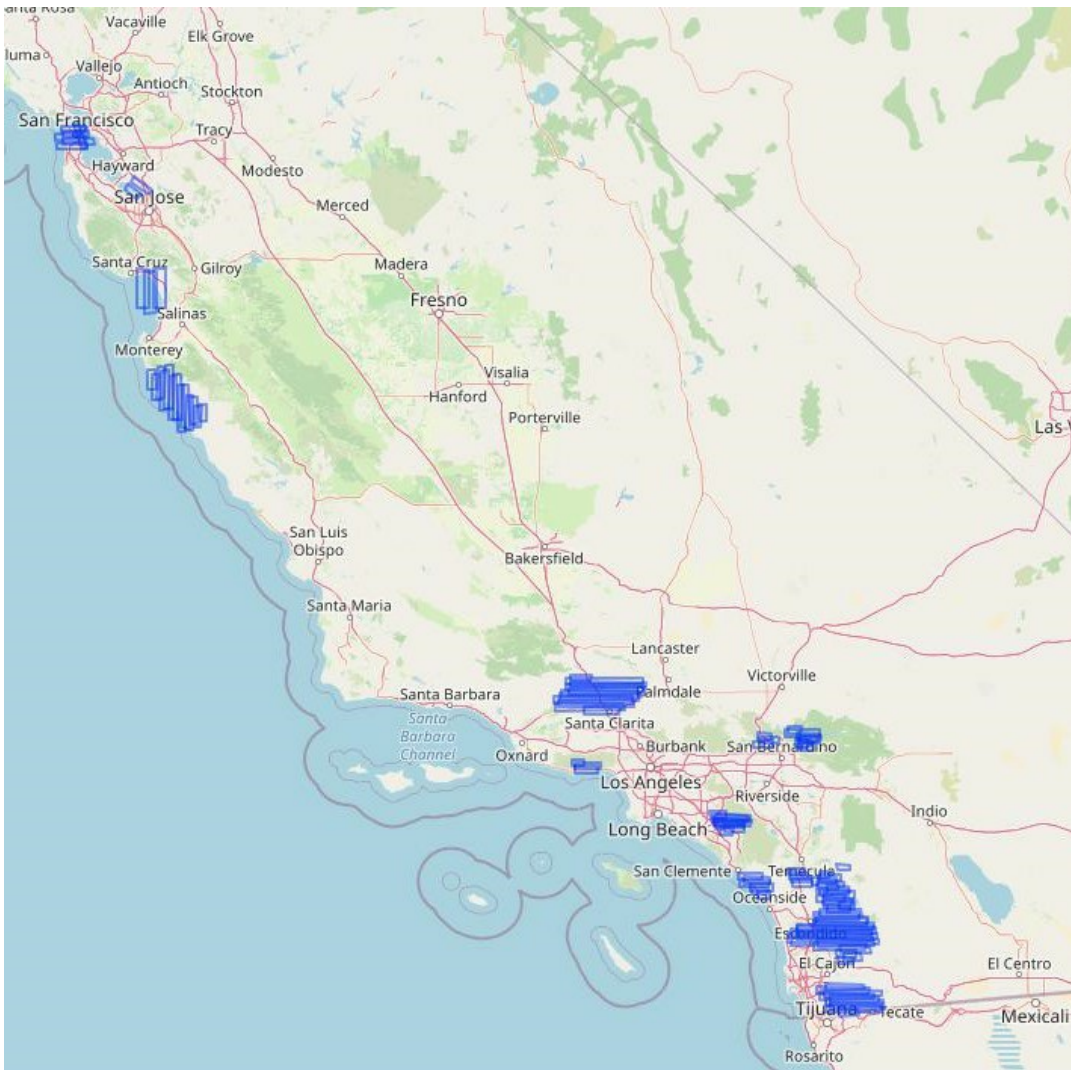 Vacaville
Elk Grove
Vallejo
Antioch
Stockton
San Francisco
Tracy
Hayward
Modesto
San Jose
Merced
Santa Cruz
Gilroy
Madera
Fresno
Salinas
Monterey
Visalia
Hanford
Porterville
Las V
San Luis
Obispo
Bakersfield
Santa Maria
Lancaster
Victorville
Palmdale
Santa Barbara
Santa
Barbara
Channel
Santa Clarita
Oxnard
Burbank
San Bernardino
Los Angeles
Riverside
Indio
Long Beach
San Clemente
Temecula
Oceanside
Escondido
El Cajon
El Centro
Tijuana
Tecate
Mexicali
Rosarito